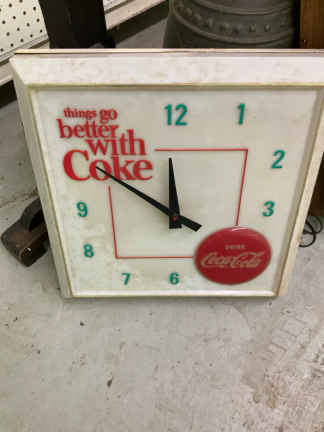 things go
better
with
Coke
12
1
2
3
6
7
8
9
DRINK
Coca-Cola